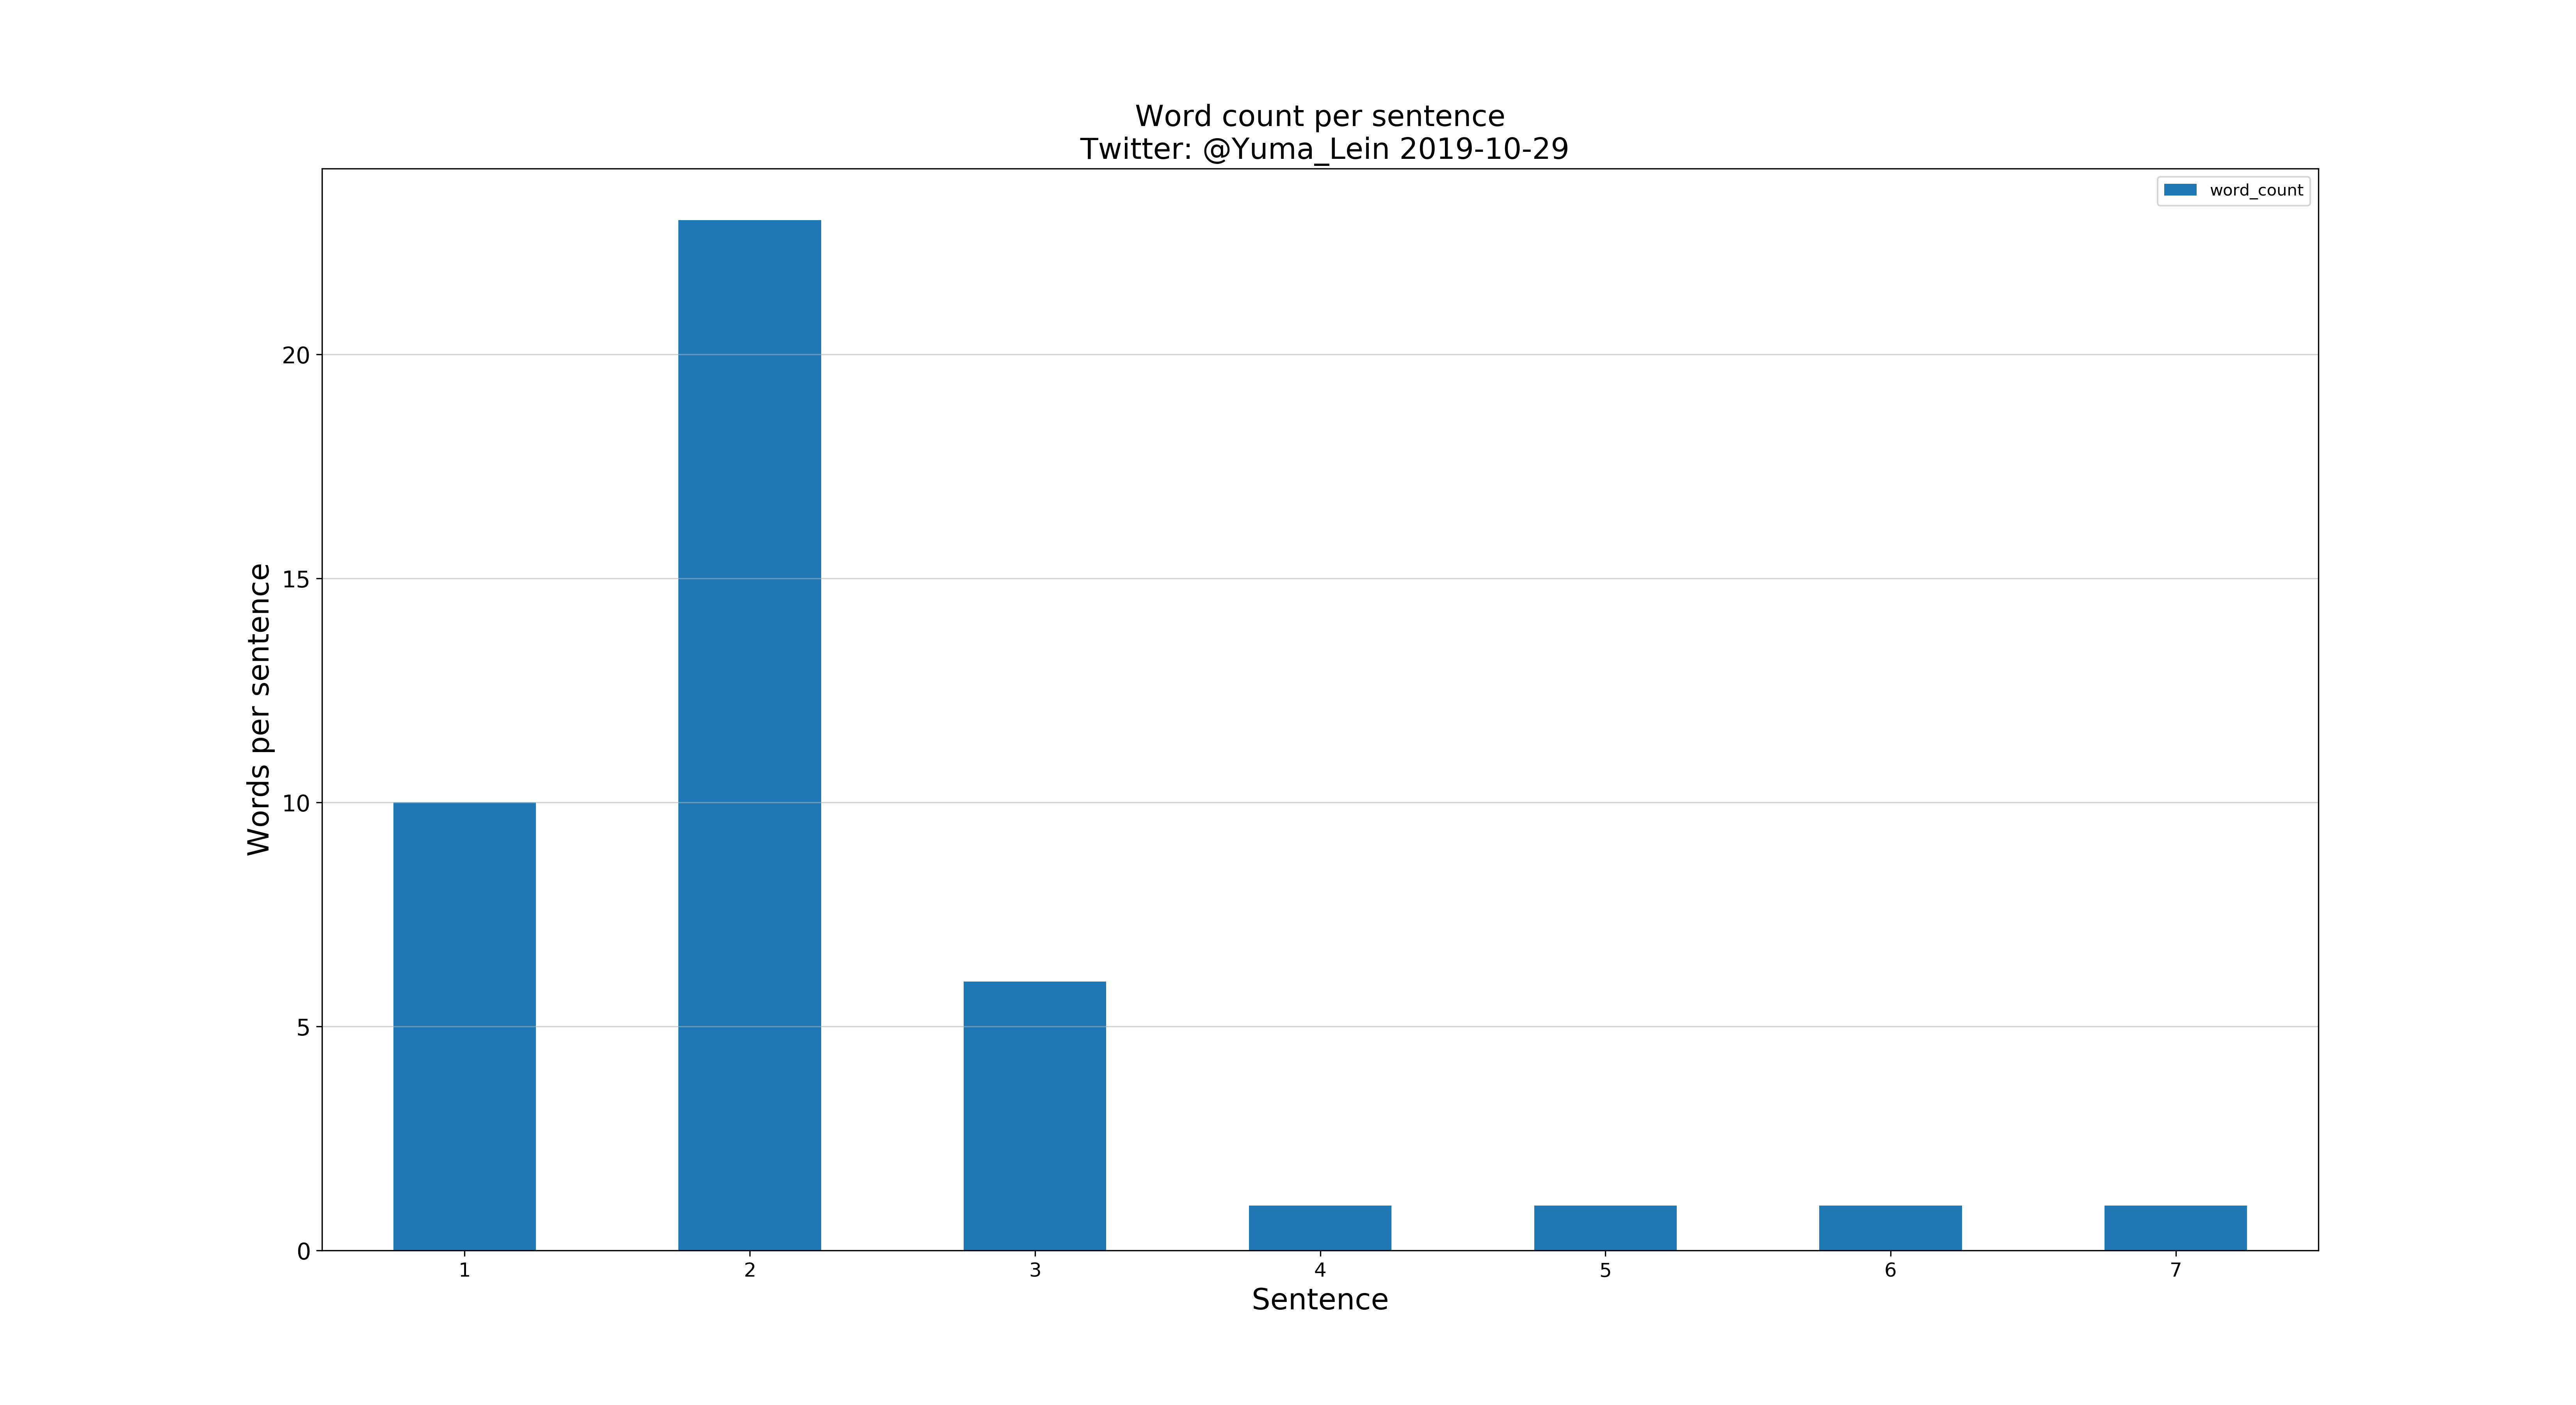 Word count per sentence
Twitter: @Yuma_Lein 2019-10-29
word_count
Words per sentence
20
15
10
5
0
1 2 3 4 5 6 7
Sentence